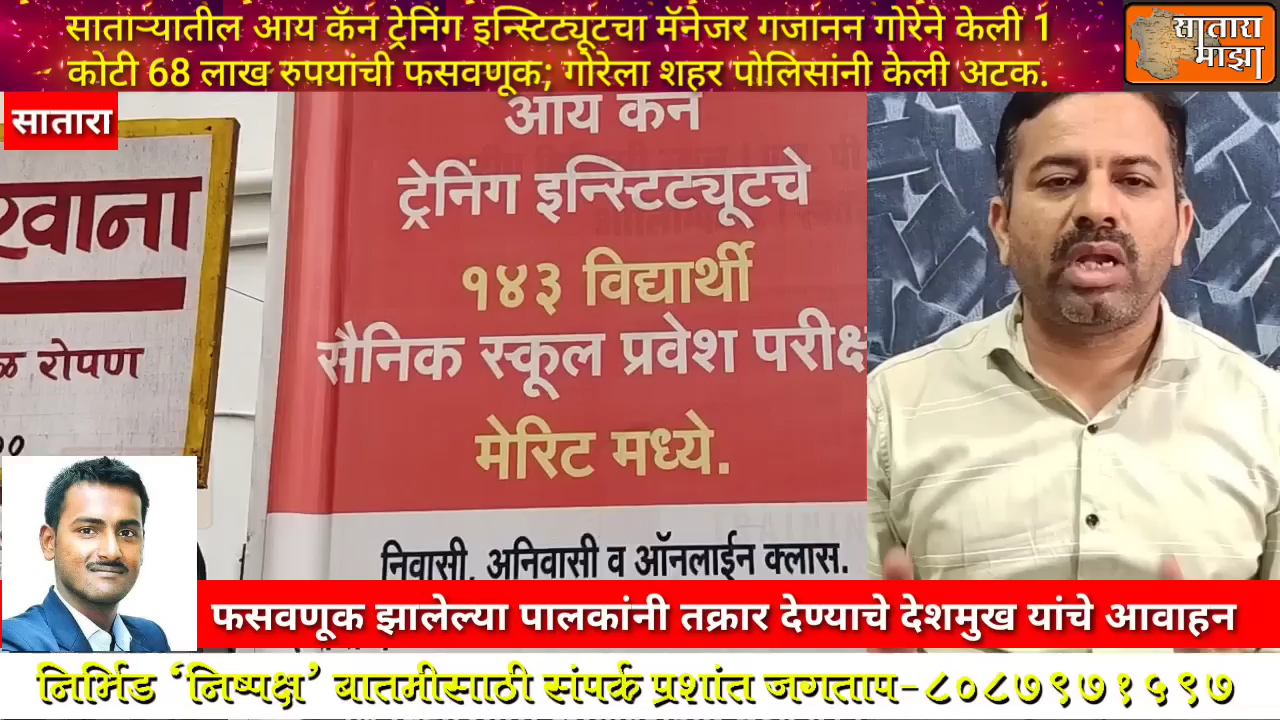 साताऱ्यातील आय कॅन ट्रेनिंग इन्स्टिट्यूटचा मॅनेजर गजानन गोरेने केली 1
कोटी 68 लाख रुपयांची फसवणूक; गोरेला शहर पोलिसांनी केली अटक.
सातारा
माझा
सातारा
आय कॅन
ट्रेनिंग इन्स्टिट्यूटचे
१४३ विद्यार्थी
सैनिक स्कूल प्रवेश परीक्षा
मेरिट मध्ये.
निवासी, अनिवासी व ऑनलाईन क्लास.
रोपण
फसवणूक झालेल्या पालकांनी तक्रार देण्याचे देशमुख यांचे आवाहन
निर्भिड ‘निष्पक्ष’ बातमीसाठी संपर्क प्रशांत जगताप-८०८७९७१५९७